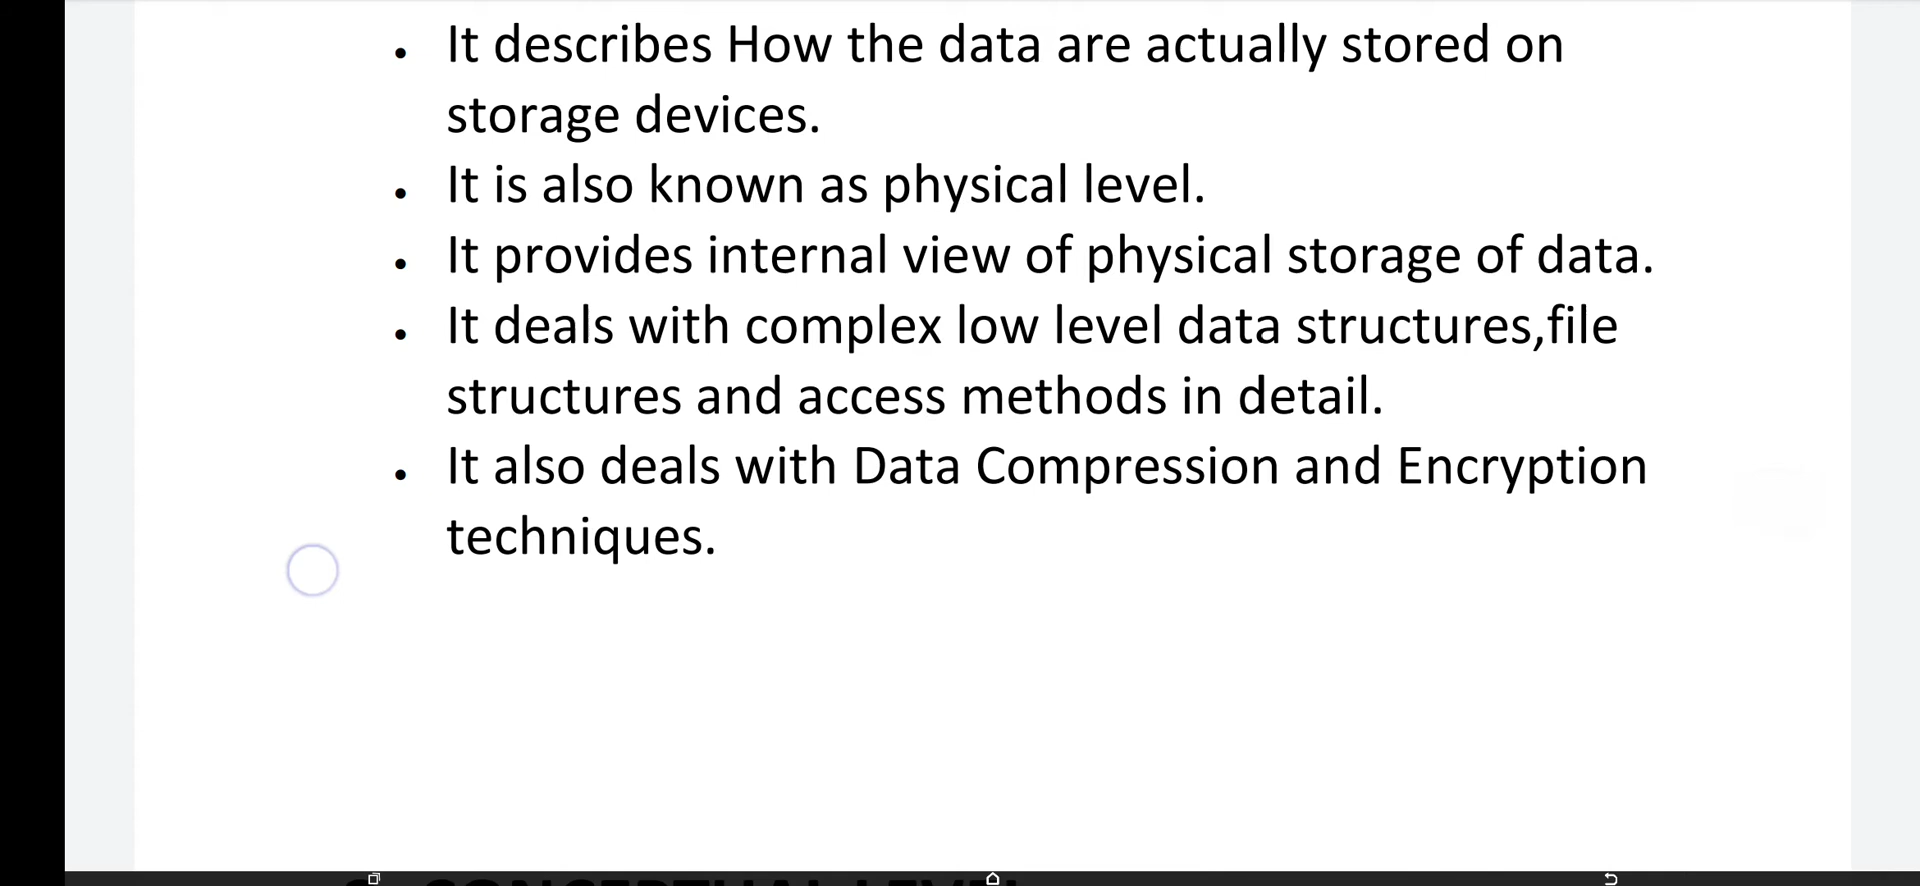 • It describes How the data are actually stored on
storage devices.
• It is also known as physical level.
• It provides internal view of physical storage of data.
• It deals with complex low level data structures,file
structures and access methods in detail.
• It also deals with Data Compression and Encryption
techniques.
CONCEPTUAL LEVEL